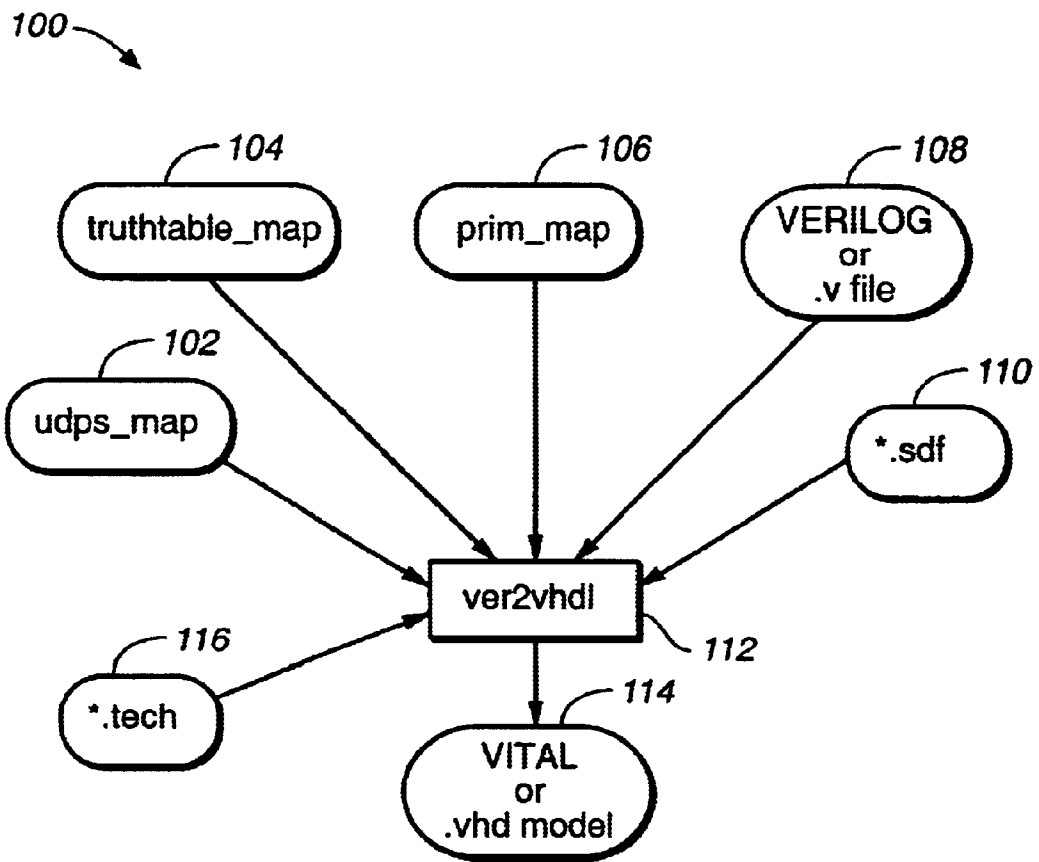 100
104
truthtable_map
106
prim_map
108
VERILOG
or
.v file
102
udps_map
110
*.sdf
ver2vhdl
112
116
*.tech
114
VITAL
or
.vhd model